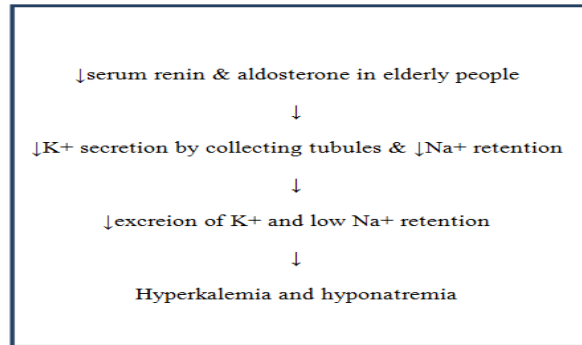 ↓serum renin & aldosterone in elderly people
↓
↓K+ secretion by collecting tubules & ↓Na+ retention
↓
↓excreion of K+ and low Na+ retention
↓
Hyperkalemia and hyponatremia